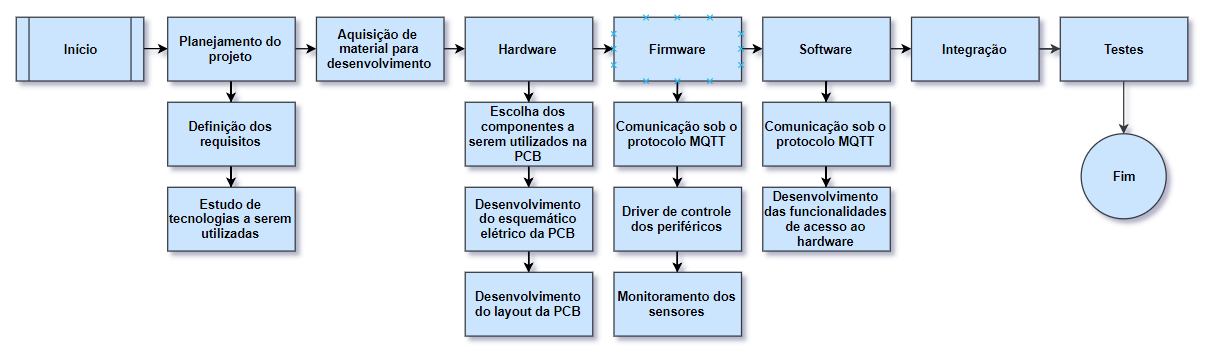 Início
Planejamento do
projeto
Aquisição de
material para
desenvolvimento
Hardware
Firmware
Software
Integração
Testes
Definição dos
requisitos
Escolha dos
componentes a
serem utilizados na
PCB
Comunicação sob o
protocolo MQTT
Comunicação sob o
protocolo MQTT
Fim
Estudo de
tecnologias a serem
utilizadas
Desenvolvimento
do esquemático
elétrico da PCB
Driver de controle
dos periféricos
Desenvolvimento
das funcionalidades
de acesso ao
hardware
Desenvolvimento
do layout da PCB
Monitoramento dos
sensores